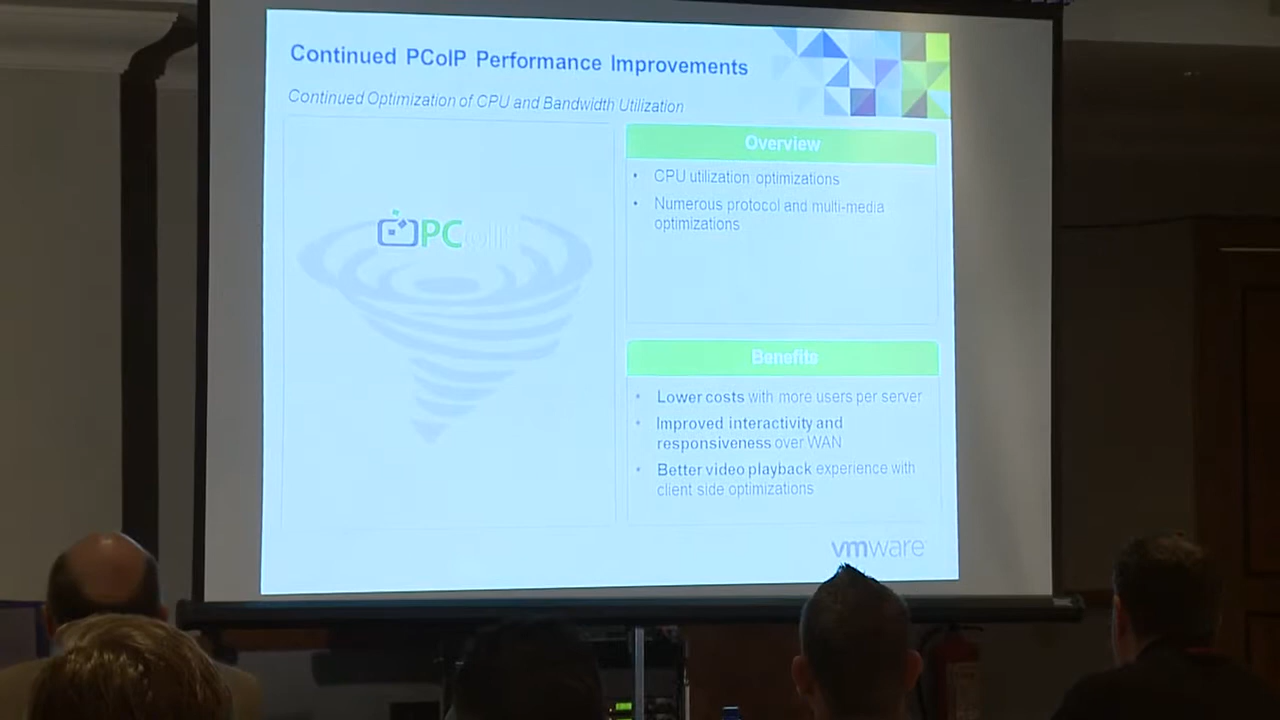 Continued PCoIP Performance Improvements
Continued Optimization of CPU and Bandwidth Utilization
PCoIP
Overview
• CPU utilization optimizations
• Numerous protocol and multi-media
optimizations
Benefits
• Lower costs with more users per server
• Improved interactivity and
responsiveness over WAN
• Better video playback experience with
client side optimizations
vmware